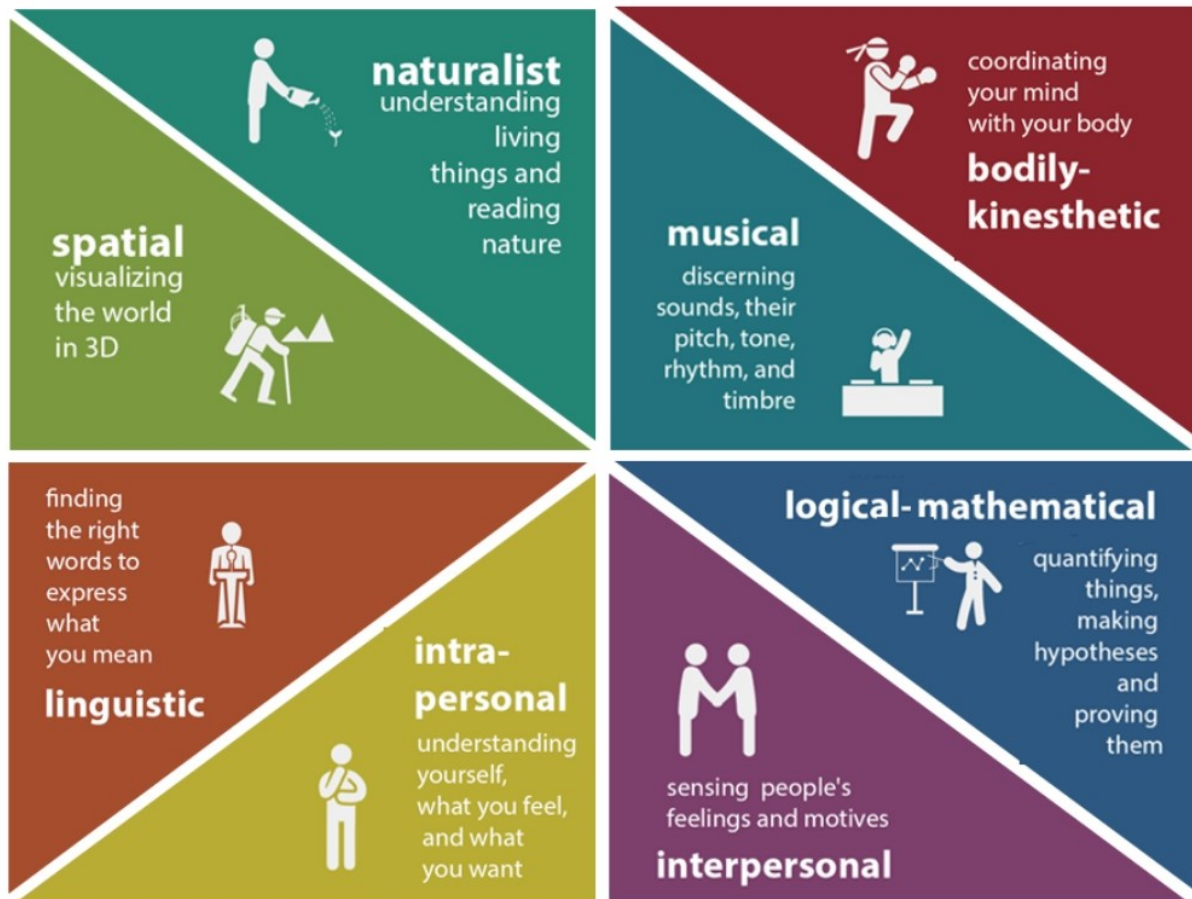 naturalist
understanding
living
things and
reading
nature
spatial
visualizing
the world
in 3D
coordinating
your mind
with your body
bodily-
kinesthetic
musical
discerning
sounds, their
pitch, tone,
rhythm, and
timbre
finding
the right
words to
express
what
you mean
linguistic
intra-
personal
understanding
yourself,
what you feel,
and what
you want
logical-mathematical
quantifying
things,
making
hypotheses
and
proving
them
sensing people's
feelings and motives
interpersonal